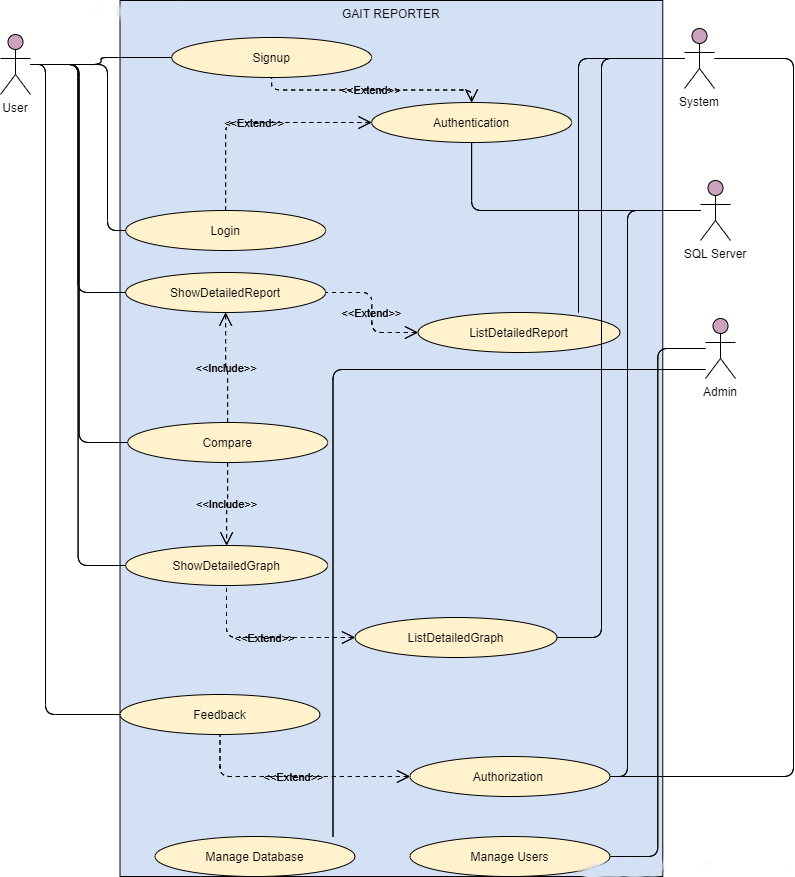 GAIT REPORTER
Signup
User
<<Extend>>
System
<<Extend>>
Authentication
Login
SQL Server
ShowDetailedReport
<<Extend>>
ListDetailedReport
<<Include>>
Admin
Compare
<<Include>>
ShowDetailedGraph
<<Extend>>
ListDetailedGraph
Feedback
<<Extend>>
Authorization
Manage Database
Manage Users